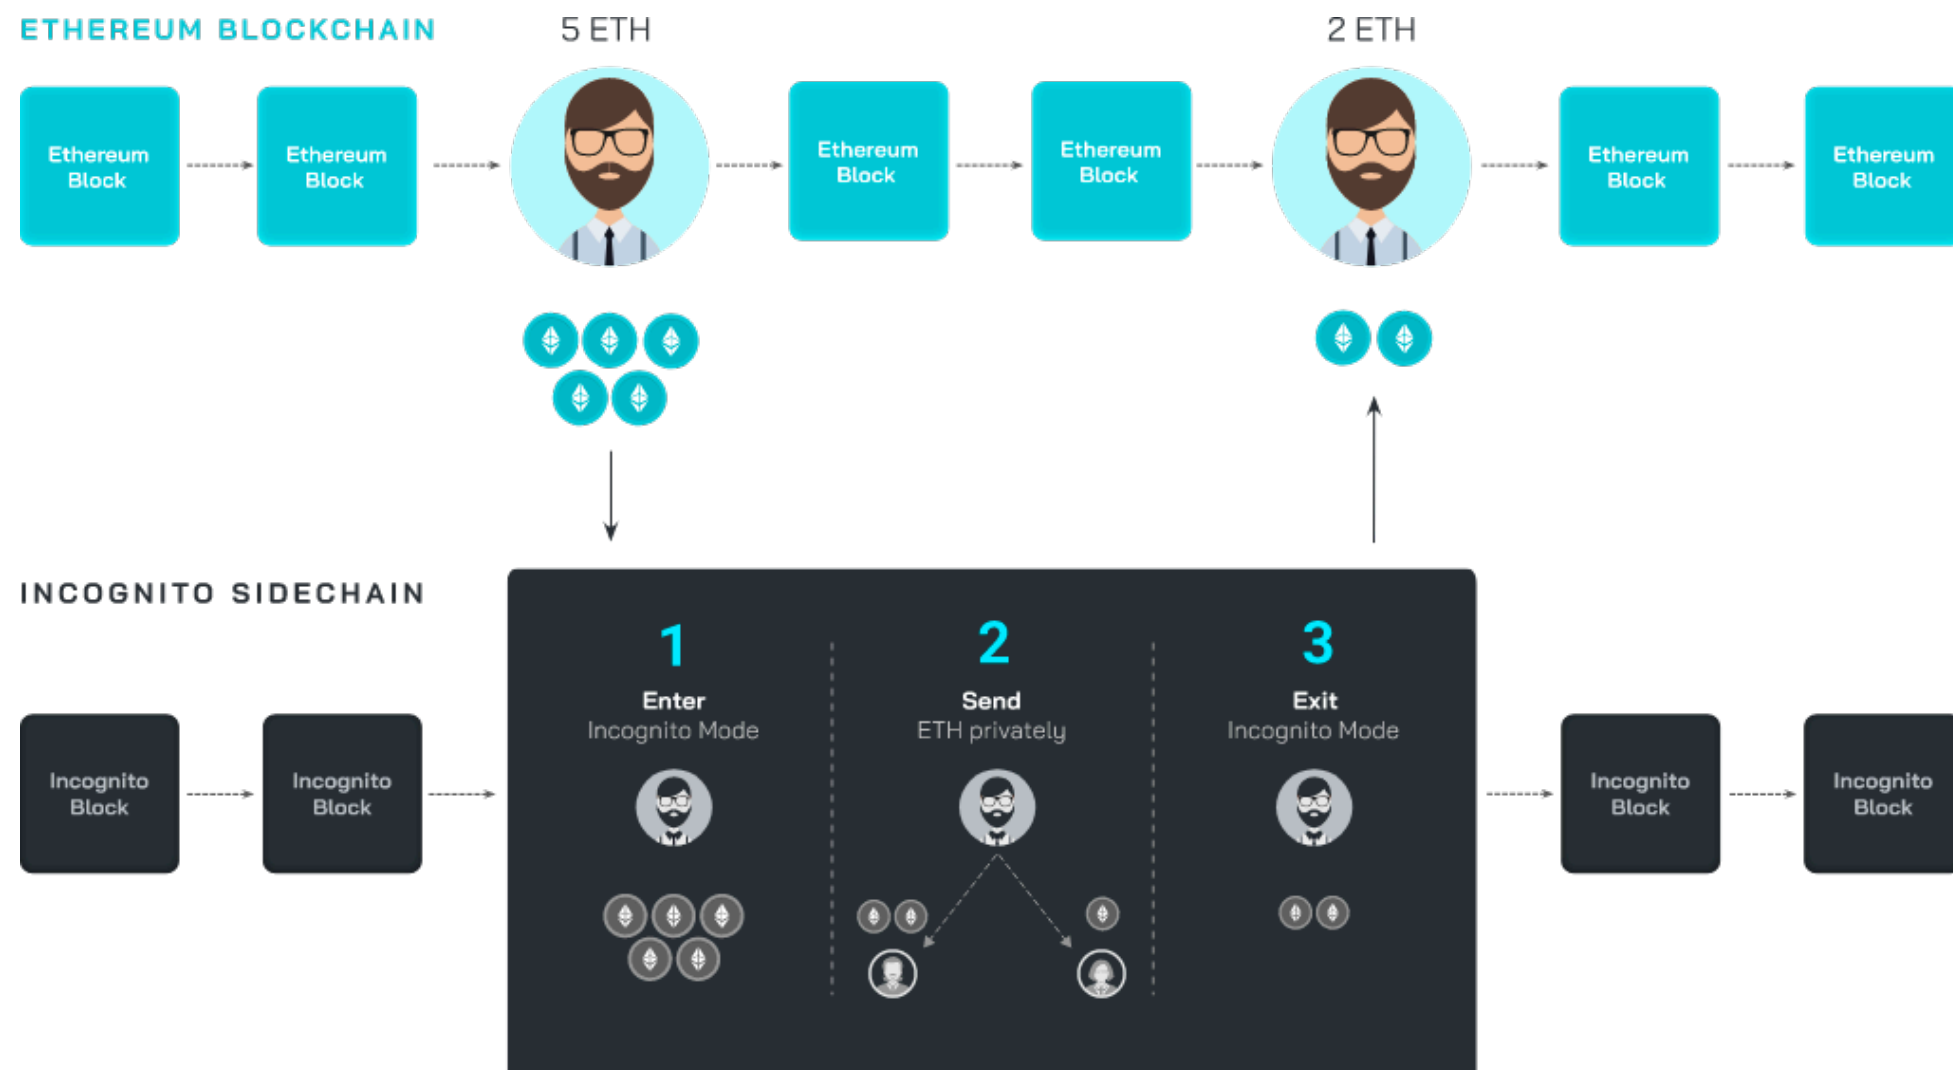 ETHEREUM BLOCKCHAIN
5 ETH
2 ETH
Ethereum
Block
Ethereum
Block
Ethereum
Block
Ethereum
Block
Ethereum
Block
Ethereum
Block
INCOGNITO SIDECHAIN
1
Enter
Incognito Mode
2
Send
ETH privately
3
Exit
Incognito Mode
Incognito
Block
Incognito
Block
Incognito
Block
Incognito
Block